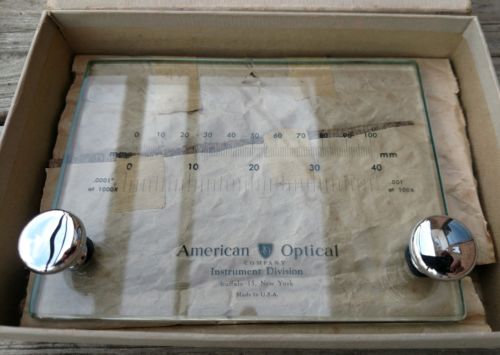 0 10 20 30 m 50 60 70 80 90 100
mm mm
0 10 20 30 40
.0001" .001
at 1000X at 100X
American Optical
COMPANY
Instrument Division
Buffalo 15, New York
Made in U.S.A.